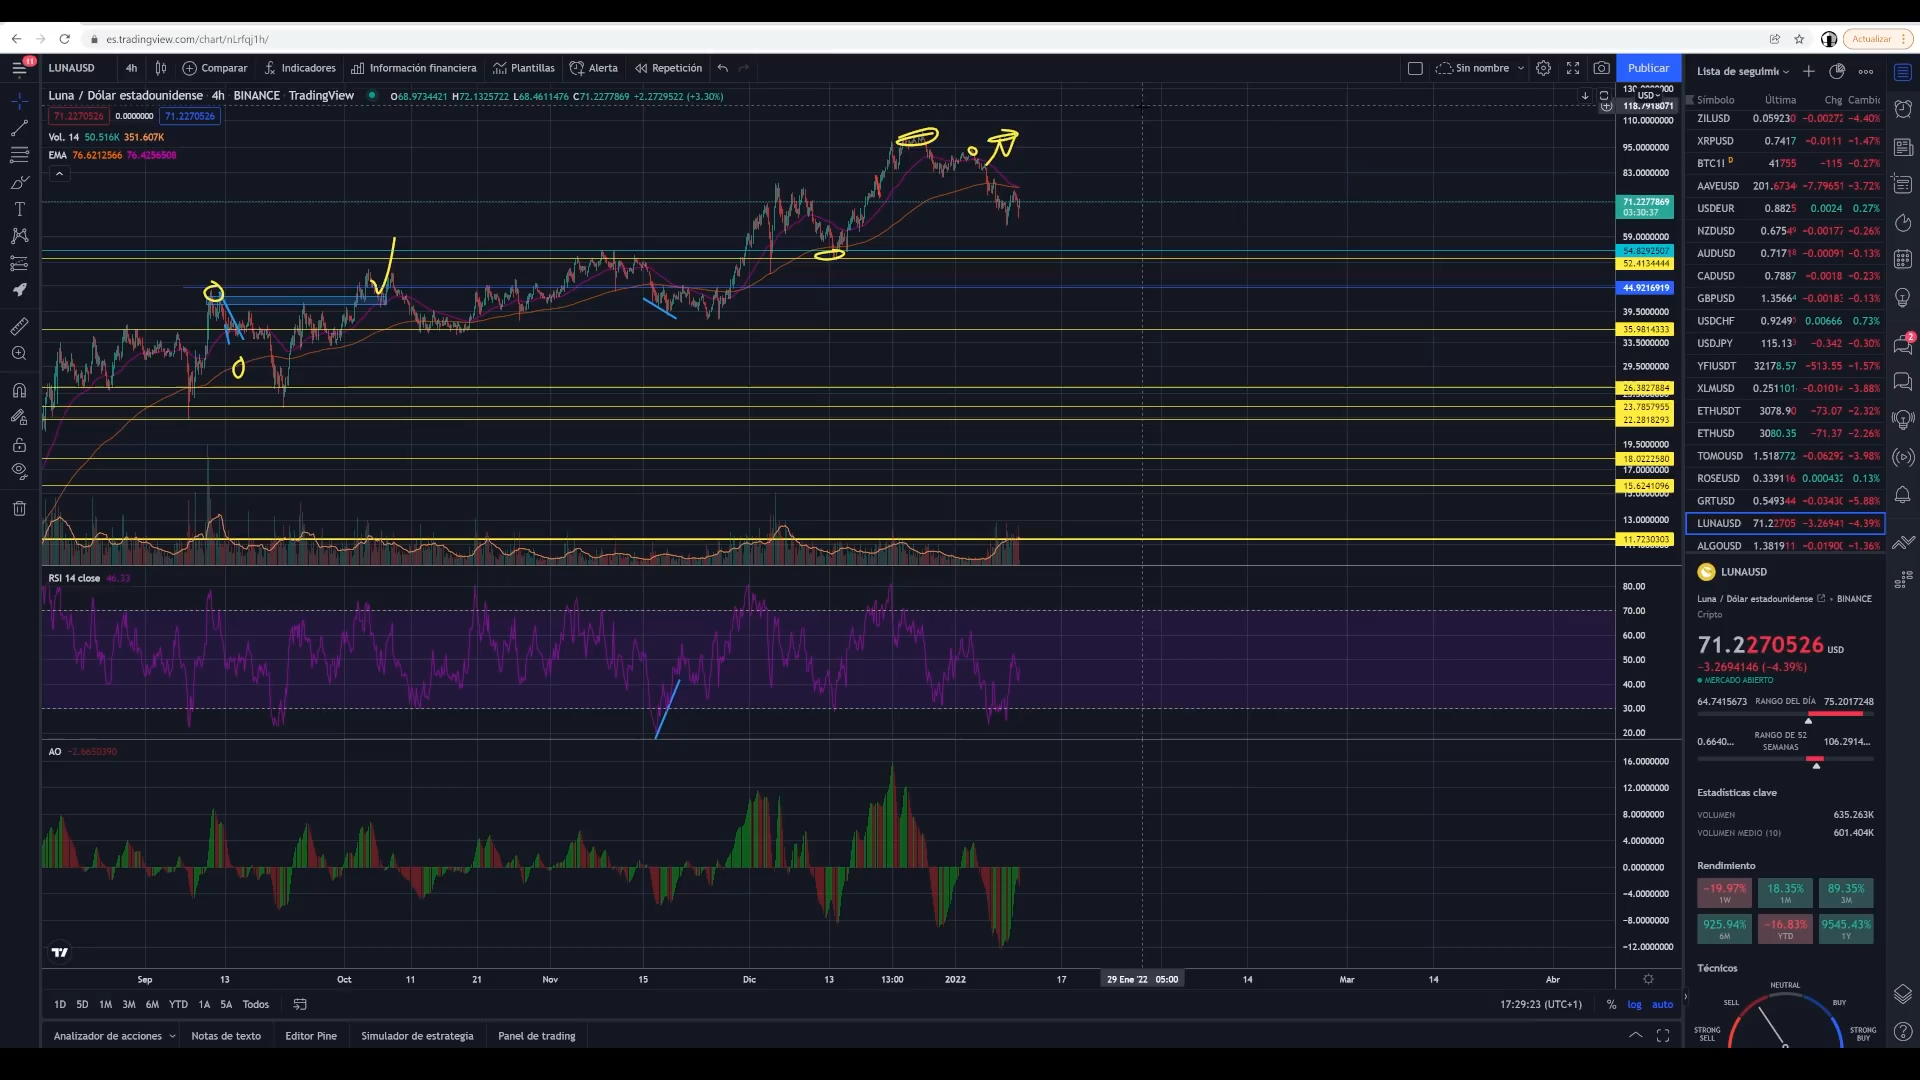 es.tradingview.com/chart/nLrfqj1h/
Actualizar
11
LUNAUSD 4h Comparar Indicadores Información financiera Plantillas Alerta Repetición Sin nombre Publicar
Luna / Dólar estadounidense · 4h · BINANCE · TradingView O68.9734421 H72.1325722 L68.4611476 C71.2277869 +2.2729522 (+3.30%)
71.2270526 0.0000000 71.2270526
Vol. 14 50.516K 351.607K
EMA 76.6212566 76.4256508
USD
118.7918071
110.0000000
95.0000000
83.0000000
71.2277869
03:30:37
59.0000000
54.8292507
52.4134444
44.9216919
39.5000000
35.9814333
33.5000000
29.5000000
26.3827884
23.7857955
22.2818293
19.5000000
18.0222580
17.0000000
15.6241096
13.0000000
11.7230303
RSI 14 close 46.33
80.00
70.00
60.00
50.00
40.00
30.00
20.00
AO −2.6650390
16.0000000
12.0000000
8.0000000
4.0000000
0.0000000
−4.0000000
−8.0000000
−12.0000000
Sep 13 Oct 11 21 Nov 15 Dic 13 13:00 2022 17 29 Ene '22 05:00 14 Mar 14 Abr
1D 5D 1M 3M 6M YTD 1A 5A Todos
17:29:23 (UTC+1) % log auto
Analizador de acciones Notas de texto Editor Pine Simulador de estrategia Panel de trading
Lista de seguimie
Símbolo Última Chg Cambic
ZILUSD 0.059230 −0.00272 −4.40%
XRPUSD 0.7417 −0.0111 −1.47%
BTC1! D 41755 −115 −0.27%
AAVEUSD 201.6734 −7.79651 −3.72%
USDEUR 0.8825 0.0024 0.27%
NZDUSD 0.67549 −0.00177 −0.26%
AUDUSD 0.71718 −0.00091 −0.13%
CADUSD 0.7887 −0.0018 −0.23%
GBPUSD 1.35664 −0.00183 −0.13%
USDCHF 0.92495 0.00666 0.73%
USDJPY 115.133 −0.342 −0.30%
YFIUSDT 32178.57 −513.55 −1.57%
XLMUSD 0.251101 −0.01014 −3.88%
ETHUSDT 3078.90 −73.07 −2.32%
ETHUSD 3080.35 −71.37 −2.26%
TOMOUSD 1.518772 −0.06292 −3.98%
ROSEUSD 0.339116 0.000432 0.13%
GRTUSD 0.549344 −0.03430 −5.88%
LUNAUSD 71.22705 −3.26941 −4.39%
ALGOUSD 1.381911 −0.01900 −1.36%
2
LUNAUSD
Luna / Dólar estadounidense · BINANCE
Cripto
71.2270526 USD
−3.2694146 (−4.39%)
MERCADO ABIERTO
64.7415673 RANGO DEL DÍA 75.2017248
0.6640... RANGO DE 52 SEMANAS 106.2914...
Estadísticas clave
VOLUMEN 635.263K
VOLUMEN MEDIO (10) 601.404K
Rendimiento
−19.97% 18.35% 89.35%
1W 1M 3M
925.94% −16.83% 9545.43%
6M YTD 1Y
Técnicos
NEUTRAL
SELL BUY
STRONG SELL STRONG BUY